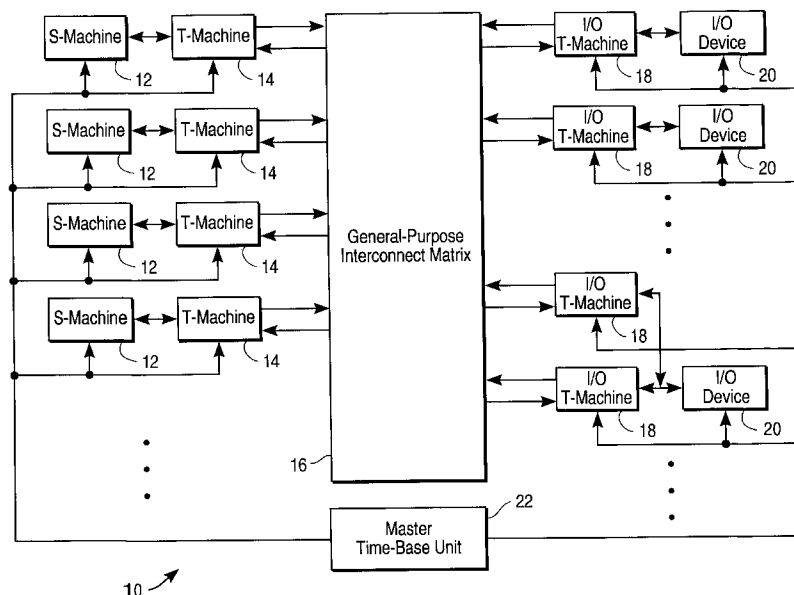 S-Machine
T-Machine
12
14
I/O
T-Machine
I/O
Device
18
20
S-Machine
T-Machine
12
14
I/O
T-Machine
I/O
Device
18
20
S-Machine
T-Machine
12
14
General-Purpose
Interconnect Matrix
S-Machine
T-Machine
12
14
I/O
T-Machine
18
I/O
T-Machine
I/O
Device
18
20
16
22
Master
Time-Base Unit
10